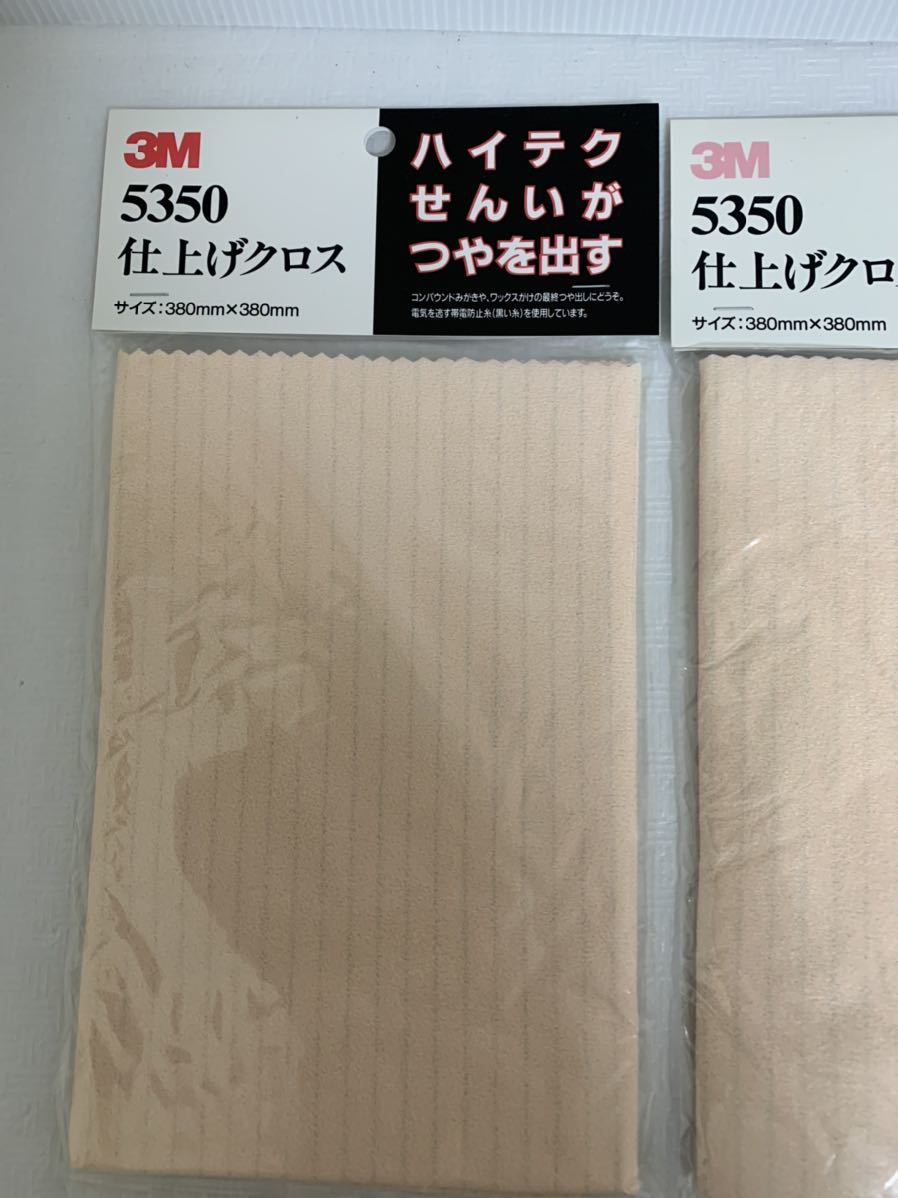 3M
5350
仕上げクロス
サイズ:380mm×380mm
ハイテク
せんいが
つやを出す
コンパウンドみがきや、ワックスがけの最終つや出しにどうぞ。
電気を逃す帯電防止糸(黒い糸)を使用しています。
3M
5350
仕上げクロ
サイズ:380mm×380mm